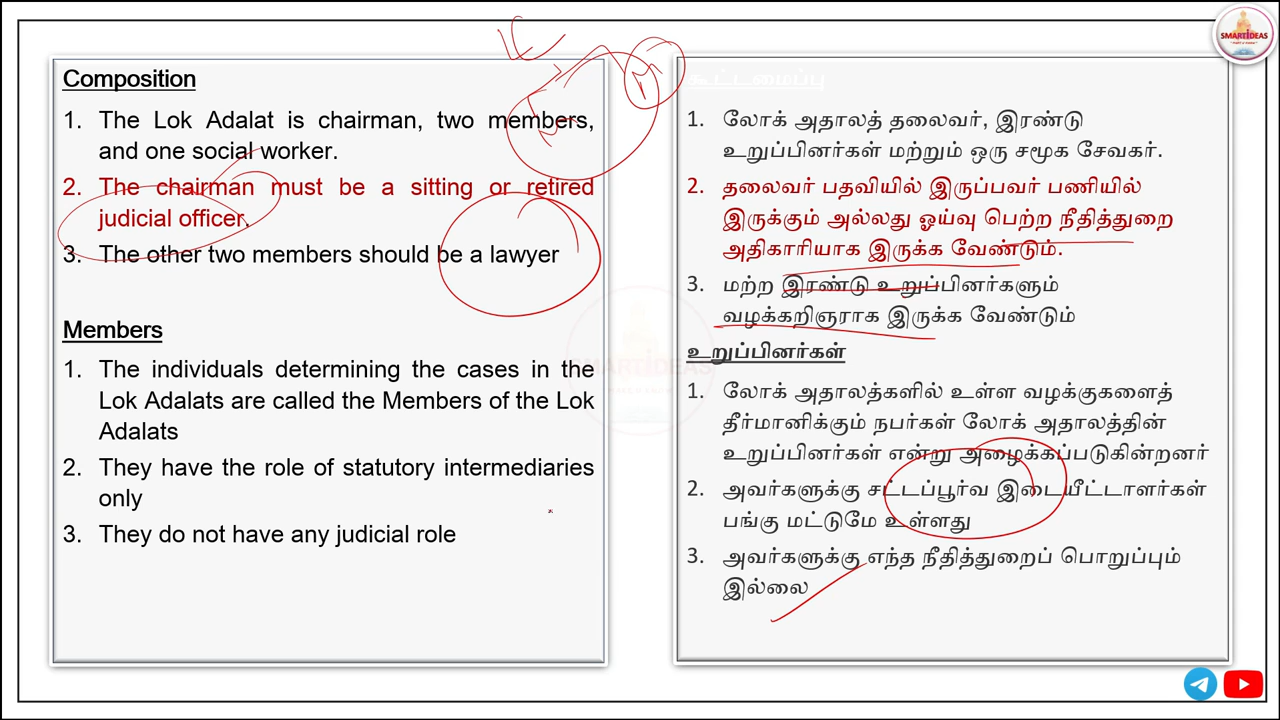 SMARTIDEAS
Composition
1. The Lok Adalat is chairman, two members,
and one social worker.
2. The chairman must be a sitting or retired
judicial officer.
3. The other two members should be a lawyer
Members
1. The individuals determining the cases in the
Lok Adalats are called the Members of the Lok
Adalats
2. They have the role of statutory intermediaries
only
3. They do not have any judicial role
கூட்டமைப்பு
1. லோக் அதாலத் தலைவர், இரண்டு
உறுப்பினர்கள் மற்றும் ஒரு சமூக சேவகர்.
2. தலைவர் பதவியில் இருப்பவர் பணியில்
இருக்கும் அல்லது ஓய்வு பெற்ற நீதித்துறை
அதிகாரியாக இருக்க வேண்டும்.
3. மற்ற இரண்டு உறுப்பினர்களும்
வழக்கறிஞராக இருக்க வேண்டும்
உறுப்பினர்கள்
1. லோக் அதாலத்களில் உள்ள வழக்குகளைத்
தீர்மானிக்கும் நபர்கள் லோக் அதாலத்தின்
உறுப்பினர்கள் என்று அழைக்கப்படுகின்றனர்
2. அவர்களுக்கு சட்டப்பூர்வ இடையீட்டாளர்கள்
பங்கு மட்டுமே உள்ளது
3. அவர்களுக்கு எந்த நீதித்துறைப் பொறுப்பும்
இல்லை
SMARTIDEAS